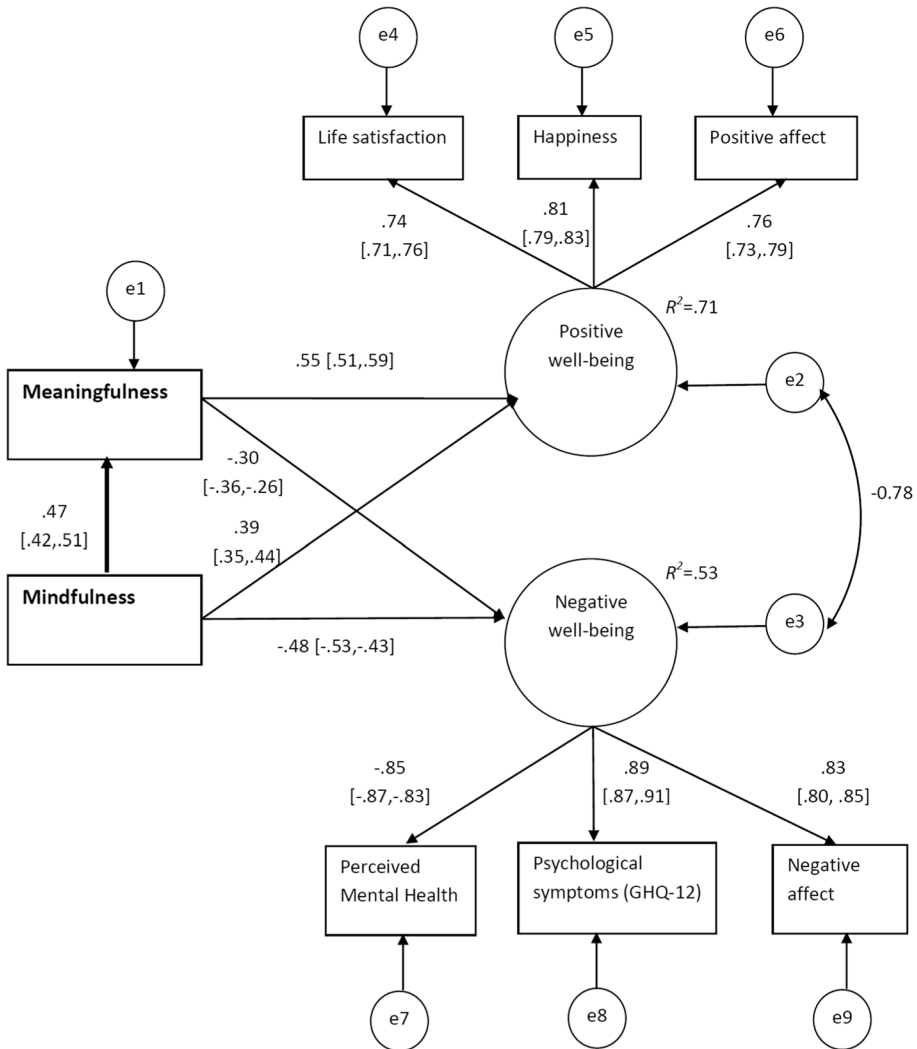 e4
e5
e6
Life satisfaction
Happiness
Positive affect
.74
[.71,.76]
.81
[.79,.83]
.76
[.73,.79]
e1
R²=.71
Positive
well-being
.55 [.51,.59]
Meaningfulness
e2
-.30
[-.36,-.26]
-0.78
.47
[.42,.51]
.39
[.35,.44]
Mindfulness
R²=.53
Negative
well-being
e3
-.48 [-.53,-.43]
-.85
[-.87,-.83]
.89
[.87,.91]
.83
[.80, .85]
Perceived
Mental Health
Psychological
symptoms (GHQ-12)
Negative
affect
e7
e8
e9